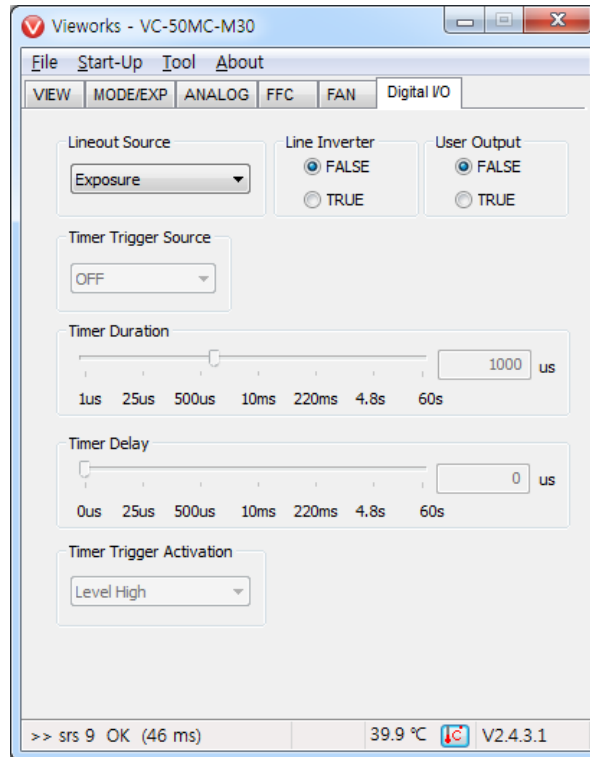 Vieworks - VC-50MC-M30
File Start-Up Tool About
VIEW MODE/EXP ANALOG FFC FAN Digital I/O
Lineout Source
Exposure
Line Inverter
FALSE
TRUE
User Output
FALSE
TRUE
Timer Trigger Source
OFF
Timer Duration
1000 us
1us 25us 500us 10ms 220ms 4.8s 60s
Timer Delay
0 us
0us 25us 500us 10ms 220ms 4.8s 60s
Timer Trigger Activation
Level High
>> srs 9 OK (46 ms) 39.9 ℃ C V2.4.3.1